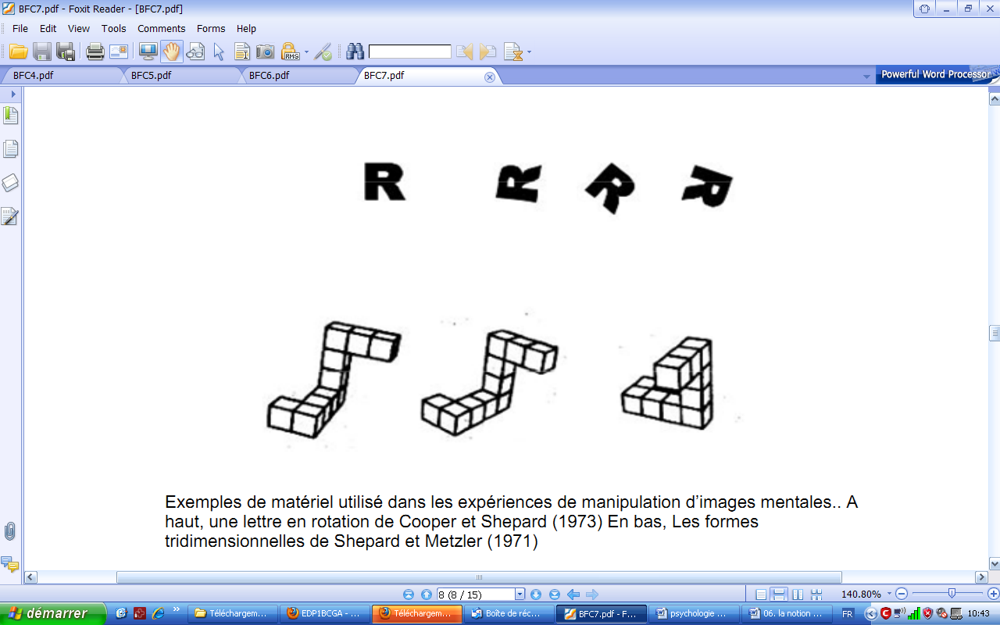 BFC7.pdf - Foxit Reader - [BFC7.pdf]
File Edit View Tools Comments Forms Help
RMS
BFC4.pdf BFC5.pdf BFC6.pdf BFC7.pdf
Powerful Word Processor
R R R R
Exemples de matériel utilisé dans les expériences de manipulation d’images mentales.. A
haut, une lettre en rotation de Cooper et Shepard (1973) En bas, Les formes
tridimensionnelles de Shepard et Metzler (1971)
8 (8 / 15) 140.80%
démarrer » Téléchargem... EDP1BCGA - ... Téléchargem... Boîte de réc... BFC7.pdf - F... psychologie ... 06. la notion ... FR 10:43